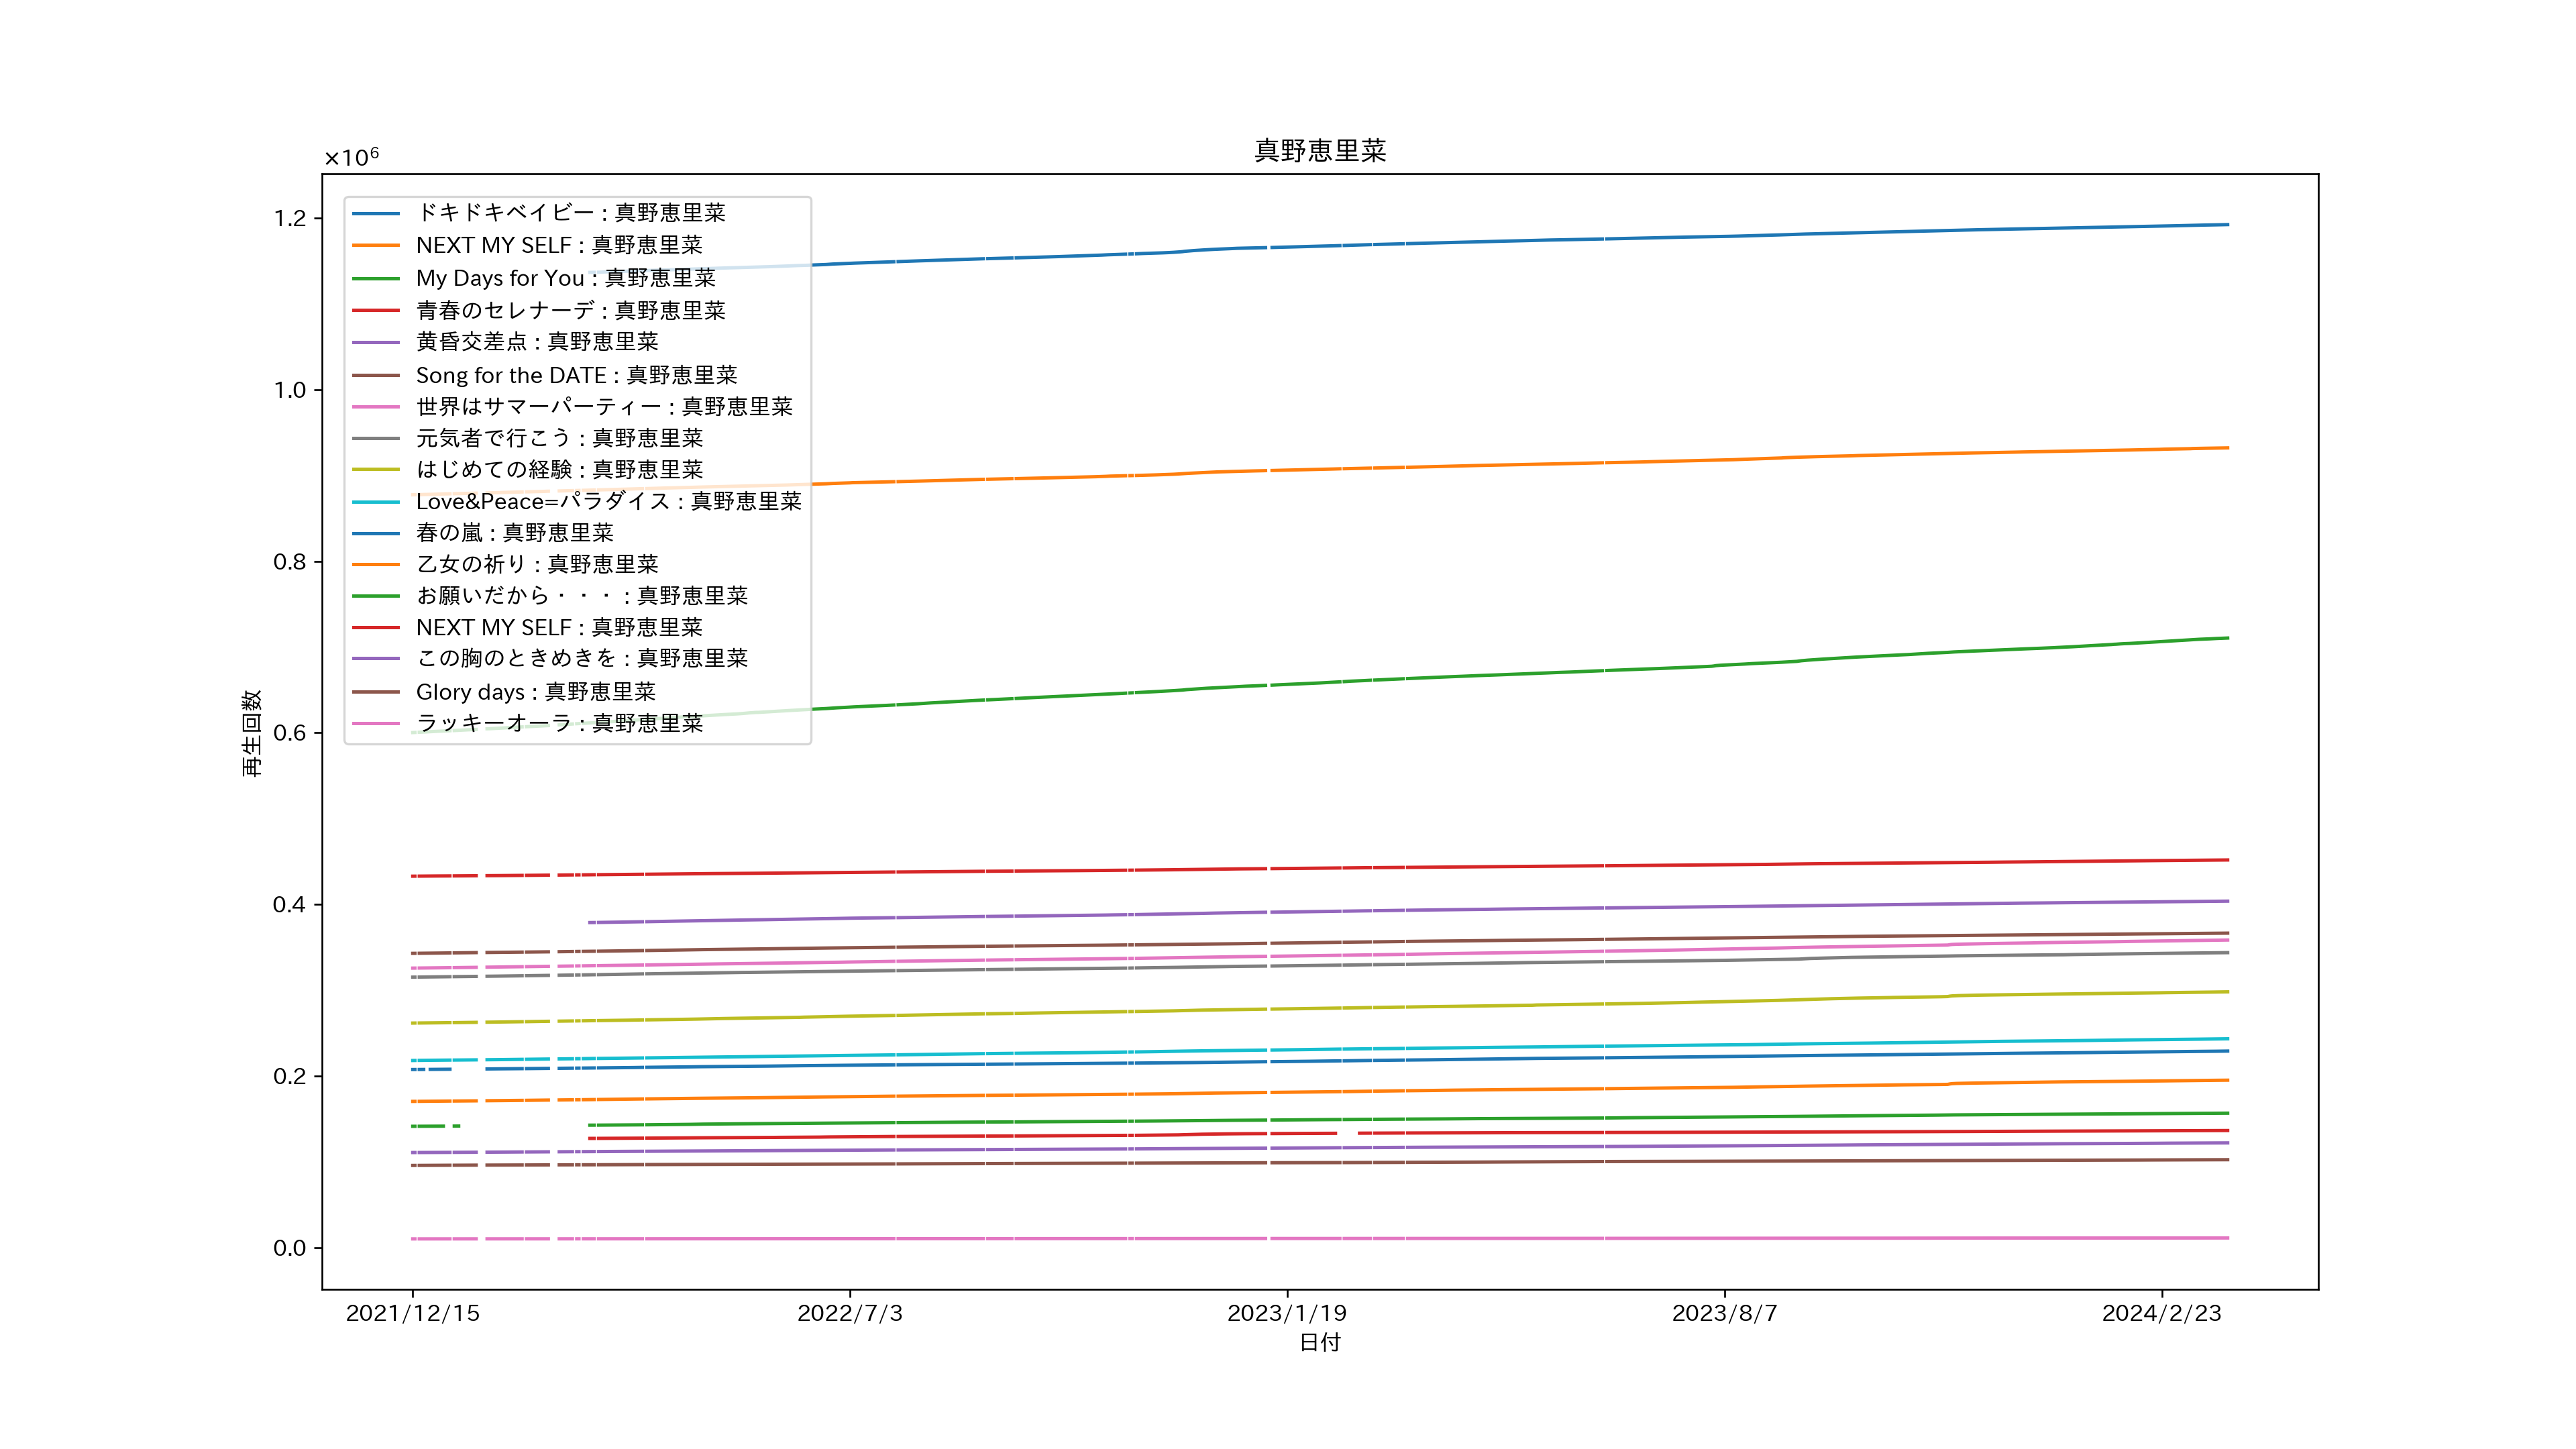 真野恵里菜
×10⁶
1.2
1.0
0.8
0.6
0.4
0.2
0.0
再生回数
ドキドキベイビー : 真野恵里菜
NEXT MY SELF : 真野恵里菜
My Days for You : 真野恵里菜
青春のセレナーデ : 真野恵里菜
黄昏交差点 : 真野恵里菜
Song for the DATE : 真野恵里菜
世界はサマーパーティー : 真野恵里菜
元気者で行こう : 真野恵里菜
はじめての経験 : 真野恵里菜
Love&Peace=パラダイス : 真野恵里菜
春の嵐 : 真野恵里菜
乙女の祈り : 真野恵里菜
お願いだから・・・ : 真野恵里菜
NEXT MY SELF : 真野恵里菜
この胸のときめきを : 真野恵里菜
Glory days : 真野恵里菜
ラッキーオーラ : 真野恵里菜
2021/12/15
2022/7/3
2023/1/19
2023/8/7
2024/2/23
日付